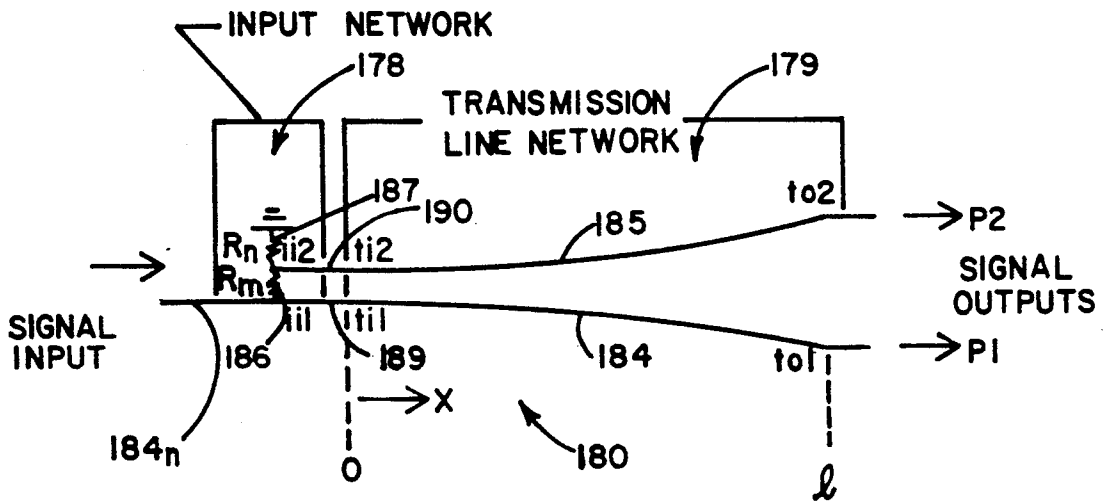 INPUT NETWORK
178
179
TRANSMISSION
LINE NETWORK
187
190
to2
185
P2
Rn
ii2
ti2
Rm
SIGNAL
INPUT
ii1
ti1
SIGNAL
OUTPUTS
186
189
184
to1
P1
X
184n
0
180
ℓ